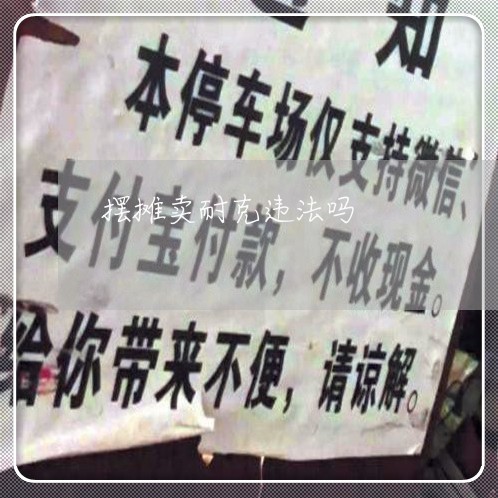 通知
本停车场仅支持微信、
摆摊卖耐克违法吗
支付宝付款，不收现金。
给你带来不便，请谅解。